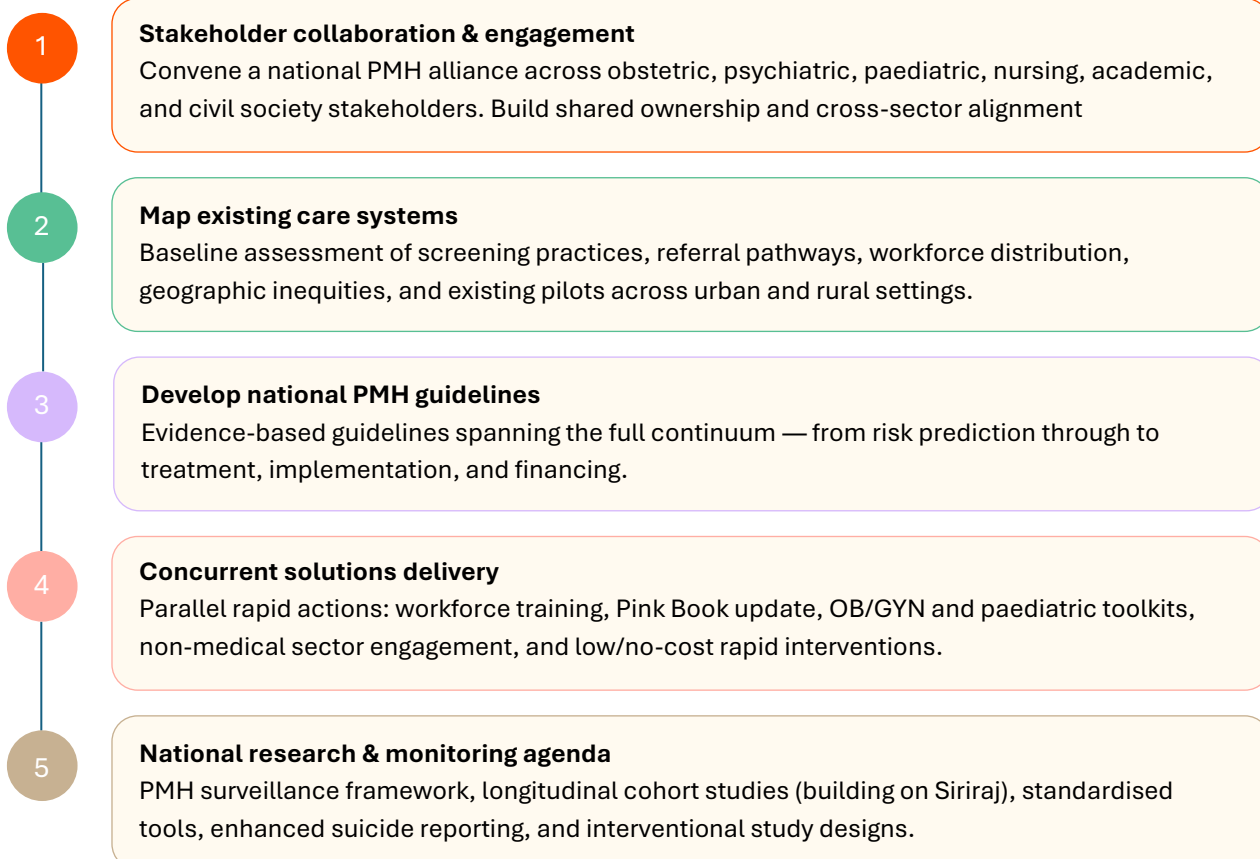 1
Stakeholder collaboration & engagement
Convene a national PMH alliance across obstetric, psychiatric, paediatric, nursing, academic,
and civil society stakeholders. Build shared ownership and cross-sector alignment
2
Map existing care systems
Baseline assessment of screening practices, referral pathways, workforce distribution,
geographic inequities, and existing pilots across urban and rural settings.
3
Develop national PMH guidelines
Evidence-based guidelines spanning the full continuum — from risk prediction through to
treatment, implementation, and financing.
4
Concurrent solutions delivery
Parallel rapid actions: workforce training, Pink Book update, OB/GYN and paediatric toolkits,
non-medical sector engagement, and low/no-cost rapid interventions.
5
National research & monitoring agenda
PMH surveillance framework, longitudinal cohort studies (building on Siriraj), standardised
tools, enhanced suicide reporting, and interventional study designs.